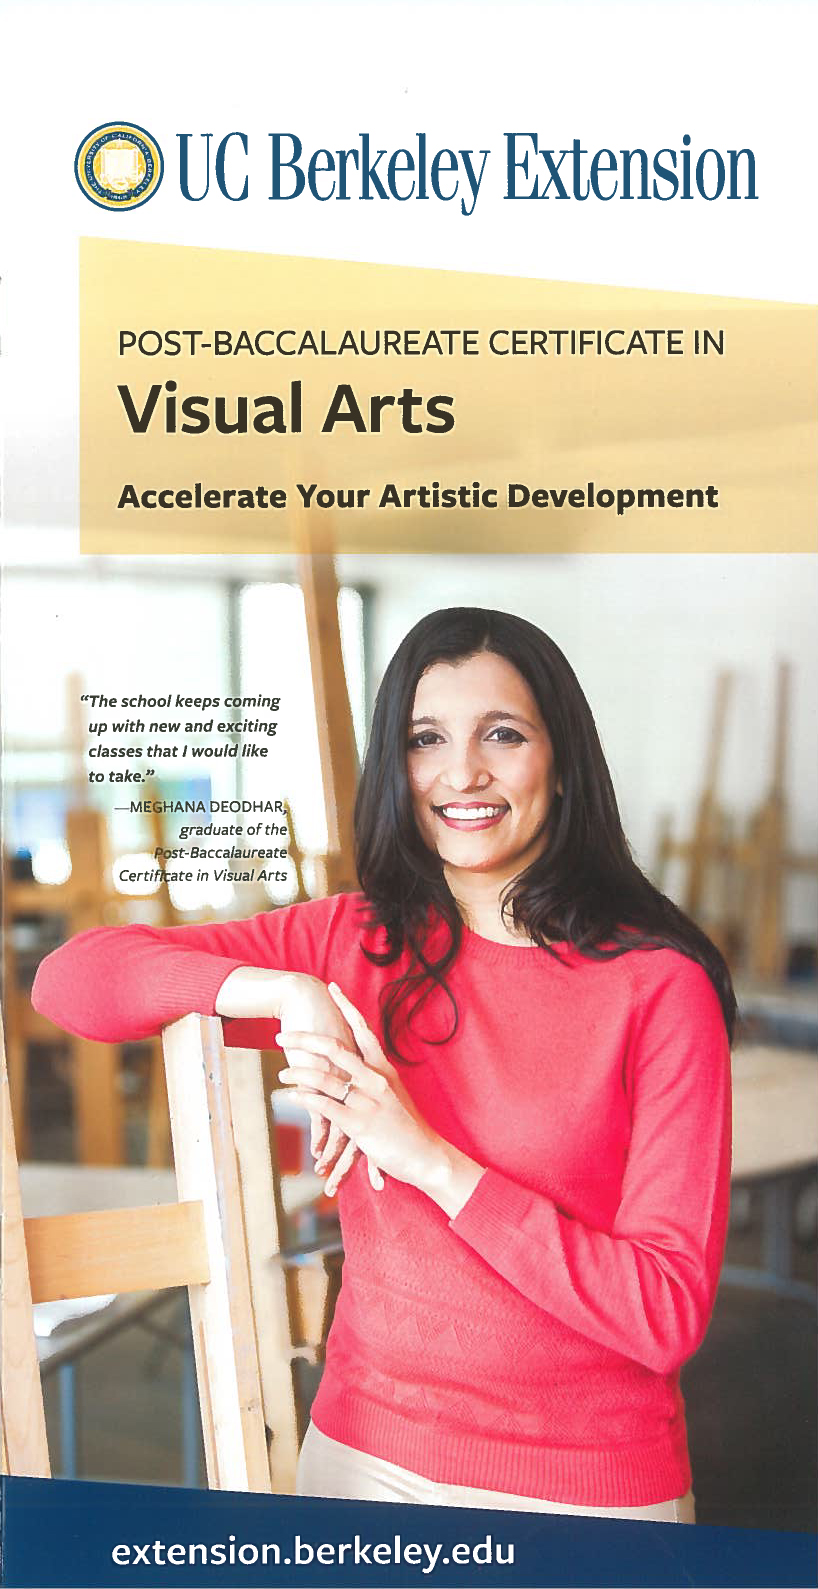 UC Berkeley Extension
POST-BACCALAUREATE CERTIFICATE IN
Visual Arts
Accelerate Your Artistic Development
“The school keeps coming
up with new and exciting
classes that I would like
to take.”
—MEGHANA DEODHAR,
graduate of the
Post-Baccalaureate
Certificate in Visual Arts
extension.berkeley.edu